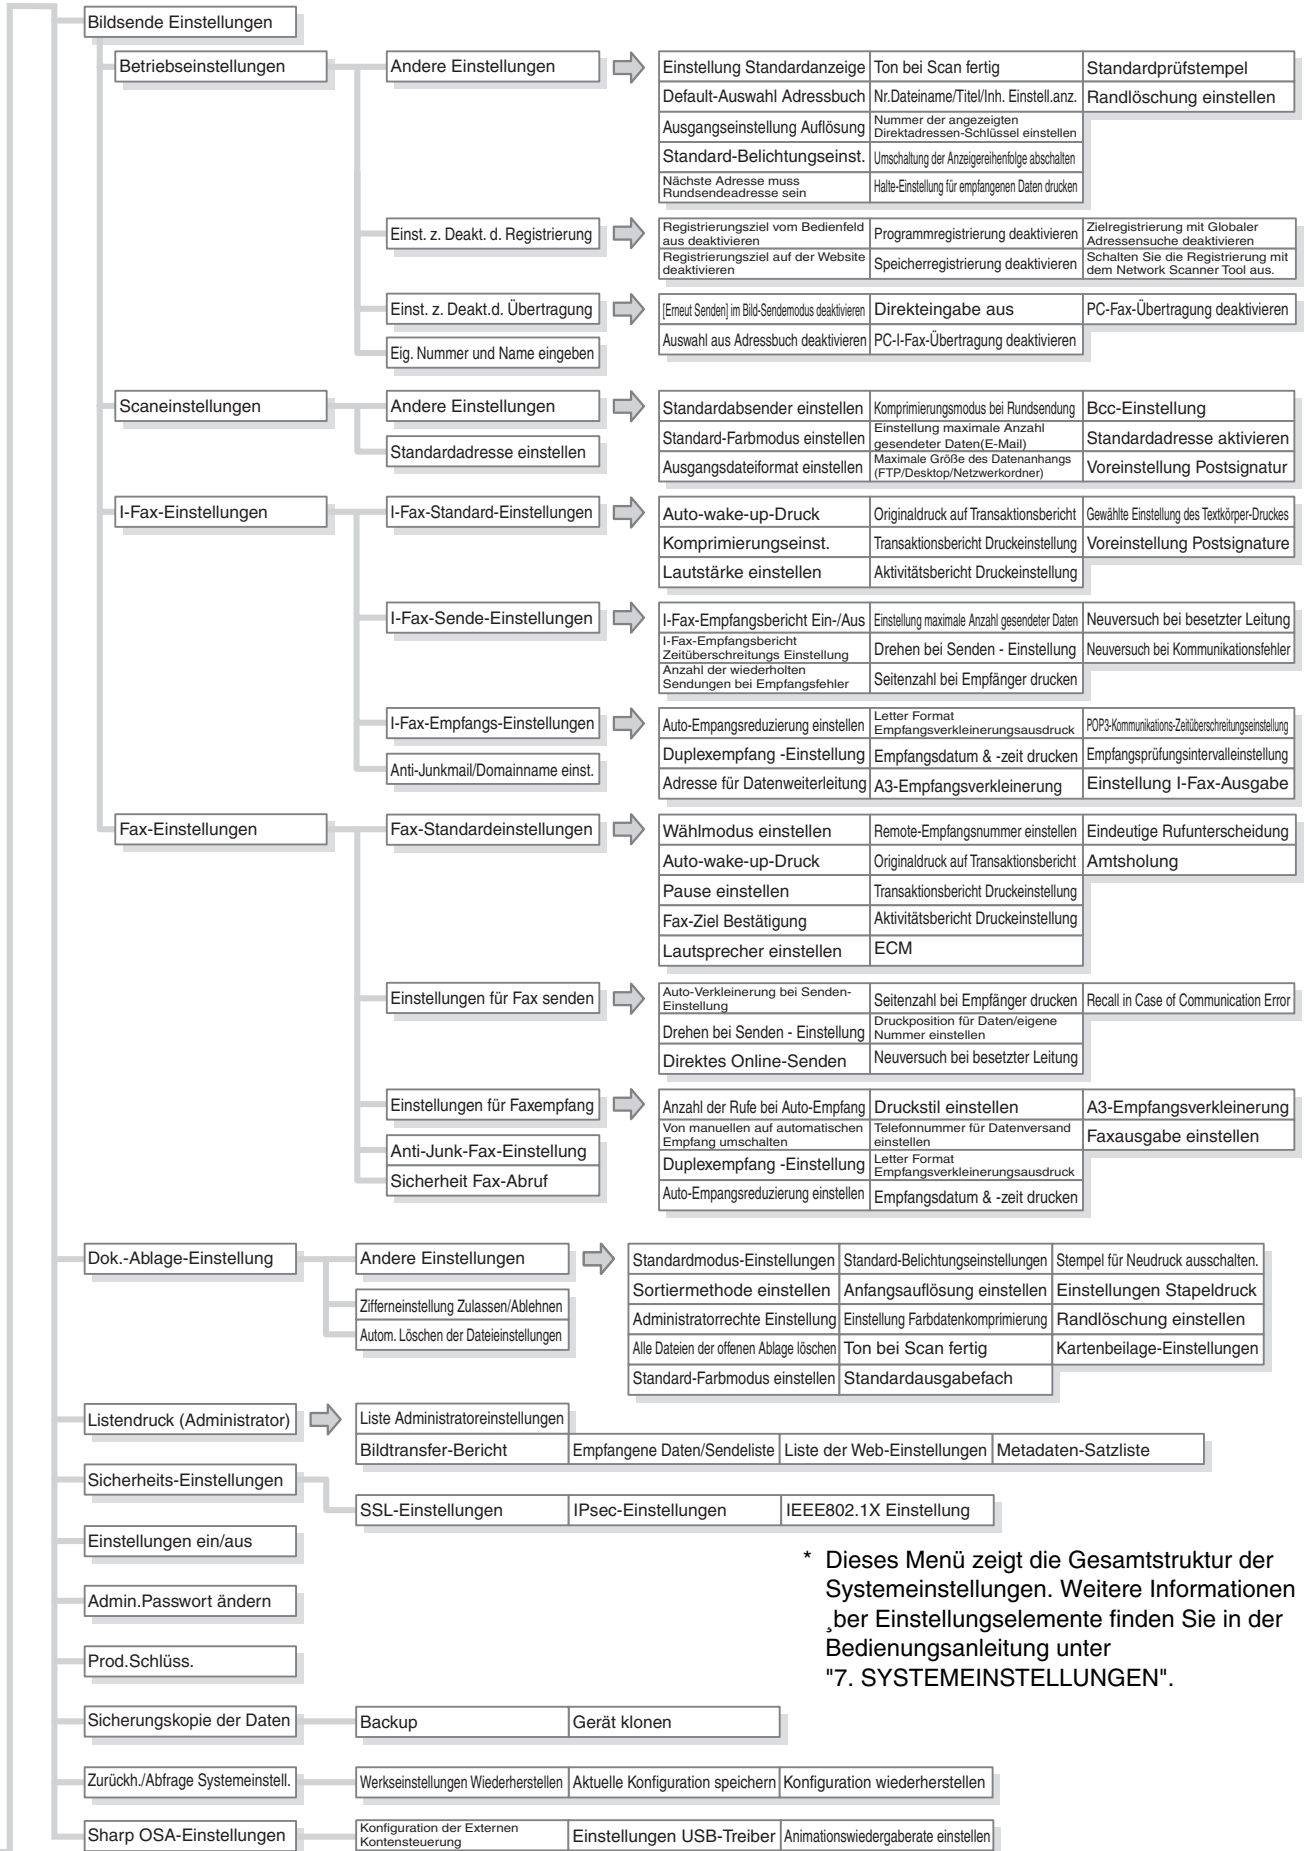 Bildsende Einstellungen
Betriebseinstellungen
Andere Einstellungen
Einstellung Standardanzeige
Ton bei Scan fertig
Standardprüfstempel
Default-Auswahl Adressbuch
Nr.Dateiname/Titel/Inh. Einstell.anz.
Randlöschung einstellen
Ausgangseinstellung Auflösung
Nummer der angezeigten
Direktadressen-Schlüssel einstellen
Standard-Belichtungseinst.
Umschaltung der Anzeigereihenfolge abschalten
Nächste Adresse muss
Rundsendeadresse sein
Halte-Einstellung für empfangenen Daten drucken
Einst. z. Deakt. d. Registrierung
Registrierungsziel vom Bedienfeld
aus deaktivieren
Programmregistrierung deaktivieren
Zielregistrierung mit Globaler
Adressensuche deaktivieren
Registrierungsziel auf der Website
deaktivieren
Speicherregistrierung deaktivieren
Schalten Sie die Registrierung mit
dem Network Scanner Tool aus.
Einst. z. Deakt.d. Übertragung
[Erneut Senden] im Bild-Sendemodus deaktivieren
Direkteingabe aus
PC-Fax-Übertragung deaktivieren
Auswahl aus Adressbuch deaktivieren
PC-I-Fax-Übertragung deaktivieren
Eig. Nummer und Name eingeben
Scaneinstellungen
Andere Einstellungen
Standardabsender einstellen
Komprimierungsmodus bei Rundsendung
Bcc-Einstellung
Standard-Farbmodus einstellen
Einstellung maximale Anzahl
gesendeter Daten(E-Mail)
Standardadresse aktivieren
Ausgangsdateiformat einstellen
Maximale Größe des Datenanhangs
(FTP/Desktop/Netzwerkordner)
Voreinstellung Postsignatur
Standardadresse einstellen
I-Fax-Einstellungen
I-Fax-Standard-Einstellungen
Auto-wake-up-Druck
Originaldruck auf Transaktionsbericht
Gewählte Einstellung des Textkörper-Druckes
Komprimierungseinst.
Transaktionsbericht Druckeinstellung
Voreinstellung Postsignature
Lautstärke einstellen
Aktivitätsbericht Druckeinstellung
I-Fax-Sende-Einstellungen
I-Fax-Empfangsbericht Ein-/Aus
Einstellung maximale Anzahl gesendeter Daten
Neuversuch bei besetzter Leitung
I-Fax-Empfangsbericht
Zeitüberschreitungs Einstellung
Drehen bei Senden - Einstellung
Neuversuch bei Kommunikationsfehler
Anzahl der wiederholten
Sendungen bei Empfangsfehler
Seitenzahl bei Empfänger drucken
I-Fax-Empfangs-Einstellungen
Auto-Empangsreduzierung einstellen
Letter Format
Empfangsverkleinerungsausdruck
POP3-Kommunikations-Zeitüberschreitungseinstellung
Duplexempfang -Einstellung
Empfangsdatum & -zeit drucken
Empfangsprüfungsintervalleinstellung
Adresse für Datenweiterleitung
A3-Empfangsverkleinerung
Einstellung I-Fax-Ausgabe
Anti-Junkmail/Domainname einst.
Fax-Einstellungen
Fax-Standardeinstellungen
Wählmodus einstellen
Remote-Empfangsnummer einstellen
Eindeutige Rufunterscheidung
Auto-wake-up-Druck
Originaldruck auf Transaktionsbericht
Amtsholung
Pause einstellen
Transaktionsbericht Druckeinstellung
Fax-Ziel Bestätigung
Aktivitätsbericht Druckeinstellung
Lautsprecher einstellen
ECM
Einstellungen für Fax senden
Auto-Verkleinerung bei Senden-
Einstellung
Seitenzahl bei Empfänger drucken
Recall in Case of Communication Error
Drehen bei Senden - Einstellung
Druckposition für Daten/eigene
Nummer einstellen
Direktes Online-Senden
Neuversuch bei besetzter Leitung
Einstellungen für Faxempfang
Anzahl der Rufe bei Auto-Empfang
Druckstil einstellen
A3-Empfangsverkleinerung
Von manuellen auf automatischen
Empfang umschalten
Telefonnummer für Datenversand
einstellen
Faxausgabe einstellen
Duplexempfang -Einstellung
Letter Format
Empfangsverkleinerungsausdruck
Auto-Empangsreduzierung einstellen
Empfangsdatum & -zeit drucken
Anti-Junk-Fax-Einstellung
Sicherheit Fax-Abruf
Dok.-Ablage-Einstellung
Andere Einstellungen
Standardmodus-Einstellungen
Standard-Belichtungseinstellungen
Stempel für Neudruck ausschalten.
Sortiermethode einstellen
Anfangsauflösung einstellen
Einstellungen Stapeldruck
Administratorrechte Einstellung
Einstellung Farbdatenkomprimierung
Randlöschung einstellen
Alle Dateien der offenen Ablage löschen
Ton bei Scan fertig
Kartenbeilage-Einstellungen
Standard-Farbmodus einstellen
Standardausgabefach
Zifferneinstellung Zulassen/Ablehnen
Autom. Löschen der Dateieinstellungen
Listendruck (Administrator)
Liste Administratoreinstellungen
Bildtransfer-Bericht
Empfangene Daten/Sendeliste
Liste der Web-Einstellungen
Metadaten-Satzliste
Sicherheits-Einstellungen
SSL-Einstellungen
IPsec-Einstellungen
IEEE802.1X Einstellung
Einstellungen ein/aus
Admin.Passwort ändern
Prod.Schlüss.
* Dieses Menü zeigt die Gesamtstruktur der
Systemeinstellungen. Weitere Informationen
¸ber Einstellungselemente finden Sie in der
Bedienungsanleitung unter
"7. SYSTEMEINSTELLUNGEN".
Sicherungskopie der Daten
Backup
Gerät klonen
Zurückh./Abfrage Systemeinstell.
Werkseinstellungen Wiederherstellen
Aktuelle Konfiguration speichern
Konfiguration wiederherstellen
Sharp OSA-Einstellungen
Konfiguration der Externen
Kontensteuerung
Einstellungen USB-Treiber
Animationswiedergaberate einstellen